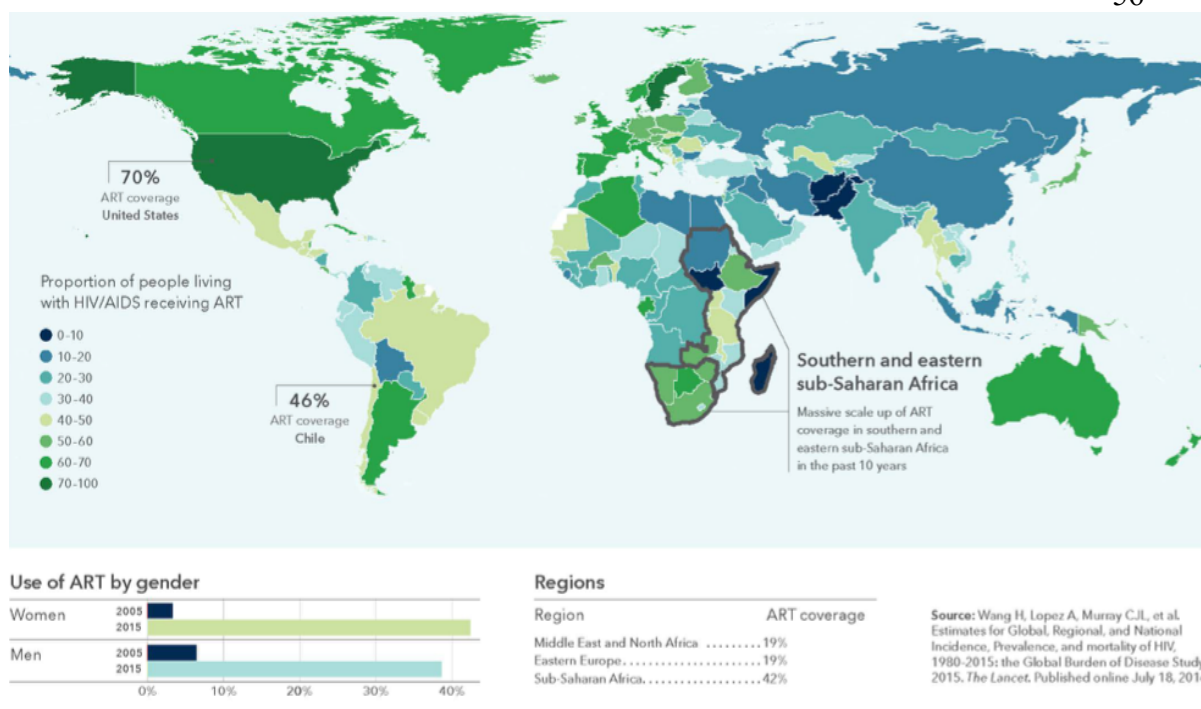 70%
ART coverage
United States
Proportion of people living
with HIV/AIDS receiving ART
0-10
10-20
20-30
30-40
40-50
50-60
60-70
70-100
46%
ART coverage
Chile
Southern and eastern
sub-Saharan Africa
Massive scale up of ART
coverage in southern and
eastern sub-Saharan Africa
in the past 10 years
Use of ART by gender
Women
2005
2015
Men
2005
2015
0%
10%
20%
30%
40%
Regions
Region ART coverage
Middle East and North Africa .........19%
Eastern Europe......................19%
Sub-Saharan Africa...................42%
Source: Wang H, Lopez A, Murray CJL, et al.
Estimates for Global, Regional, and National
Incidence, Prevalence, and mortality of HIV,
1980-2015: the Global Burden of Disease Study
2015. The Lancet. Published online July 18,